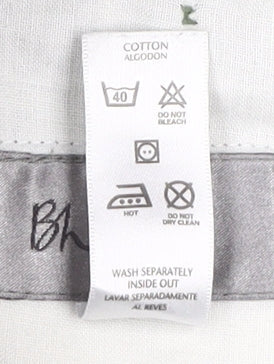 COTTON
ALGODON
40
DO NOT
BLEACH
HOT
DO NOT
DRY CLEAN
WASH SEPARATELY
INSIDE OUT
LAVAR SEPARADAMENTE
AL REVES